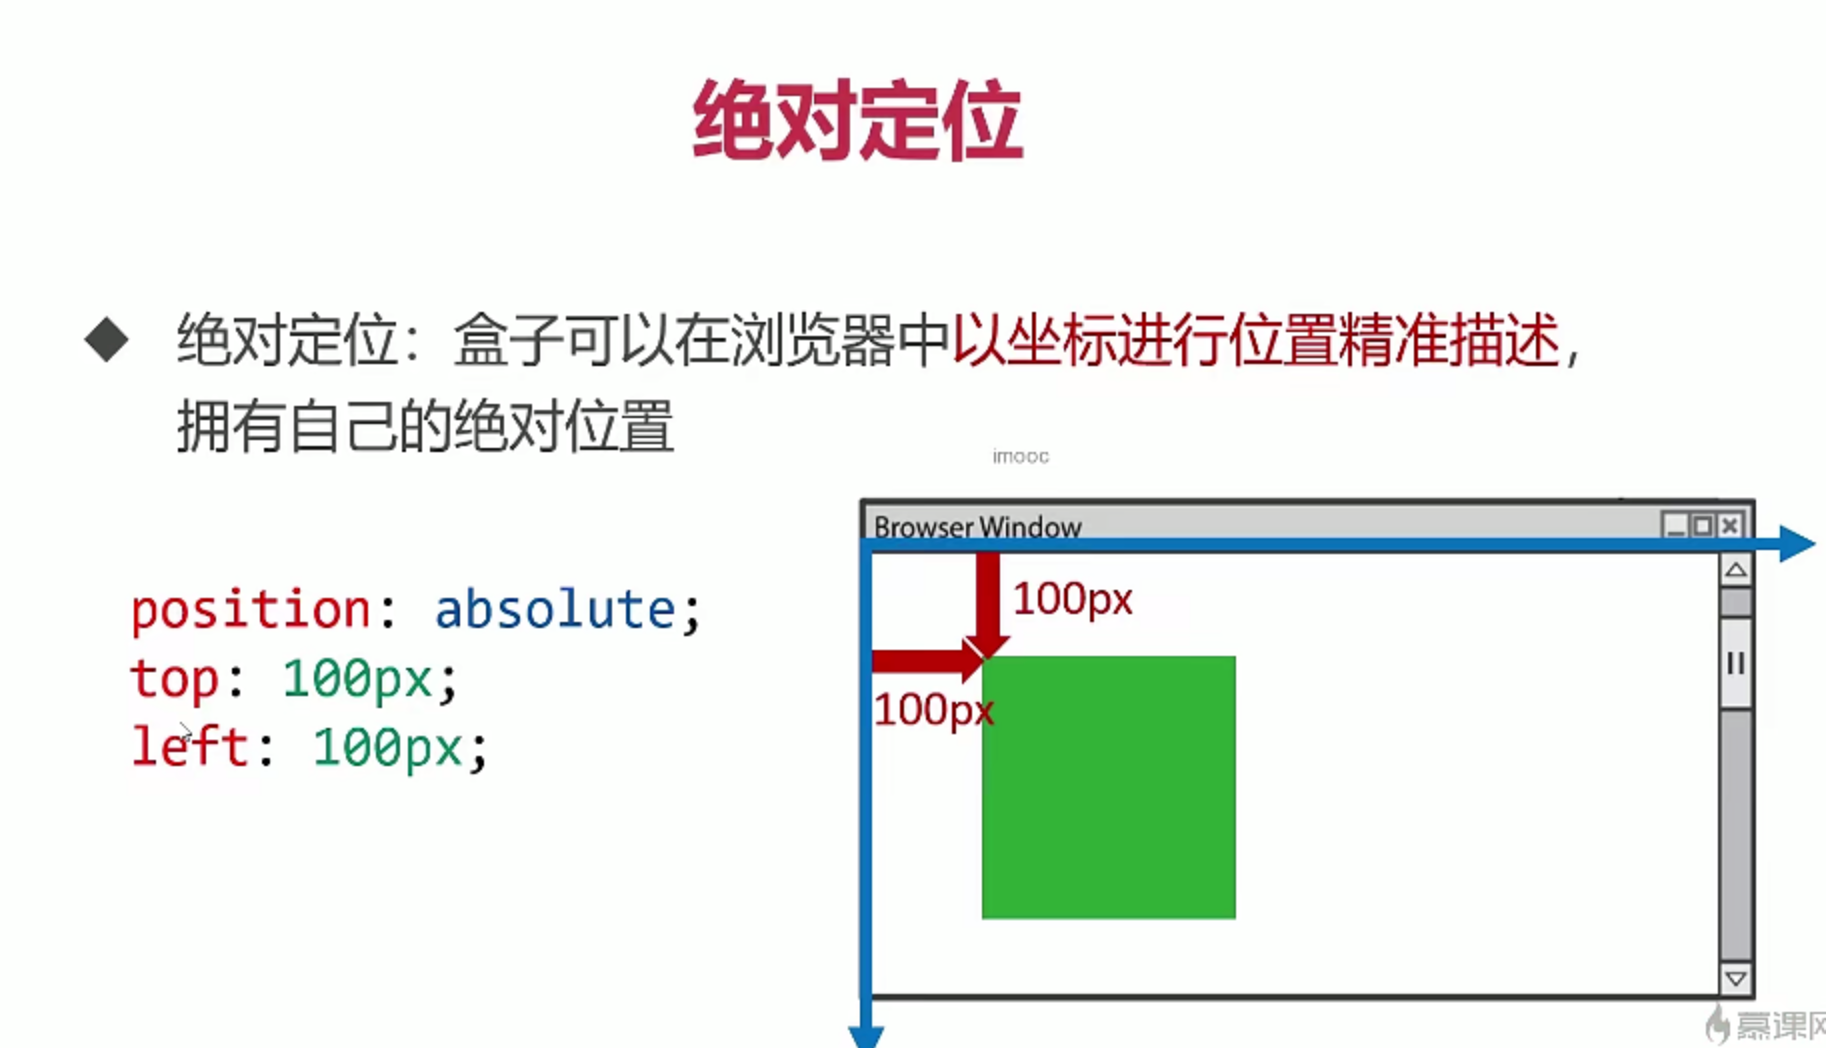 绝对定位
绝对定位：盒子可以在浏览器中以坐标进行位置精准描述，
拥有自己的绝对位置
imooc
position: absolute;
top: 100px;
left: 100px;
Browser Window
100px
100px
慕课网